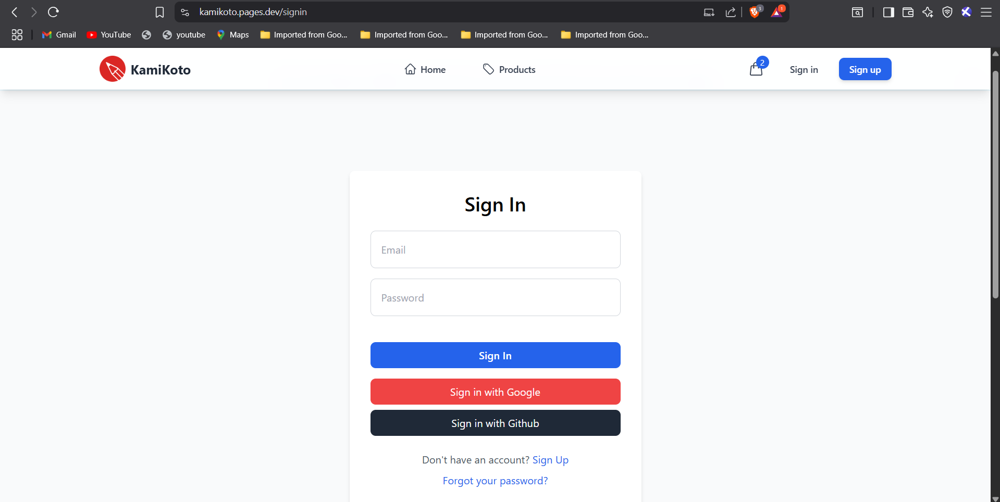 kamikoto.pages.dev/signin
3
1
Gmail
YouTube
youtube
Maps
Imported from Goo...
Imported from Goo...
Imported from Goo...
Imported from Goo...
KamiKoto
Home
Products
2
Sign in
Sign up
Sign In
Email
Password
Sign In
Sign in with Google
Sign in with Github
Don't have an account? Sign Up
Forgot your password?